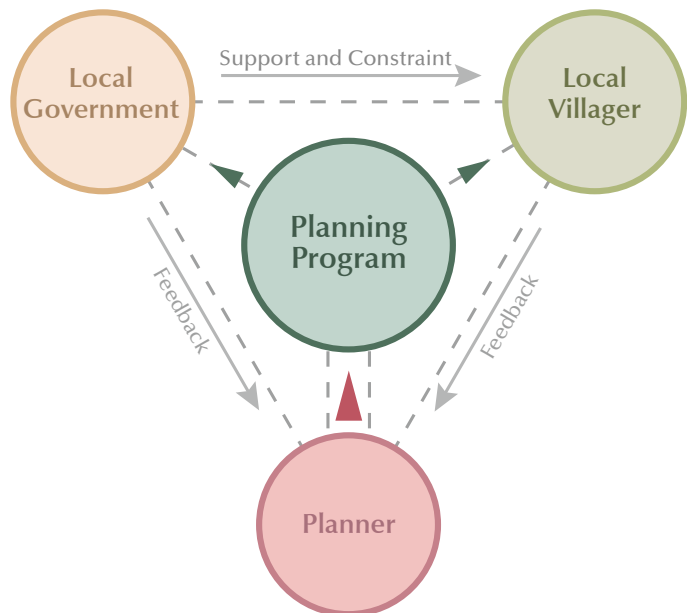 Support and Constraint
Local
Government
Local
Villager
Planning
Program
Feedback
Feedback
Planner